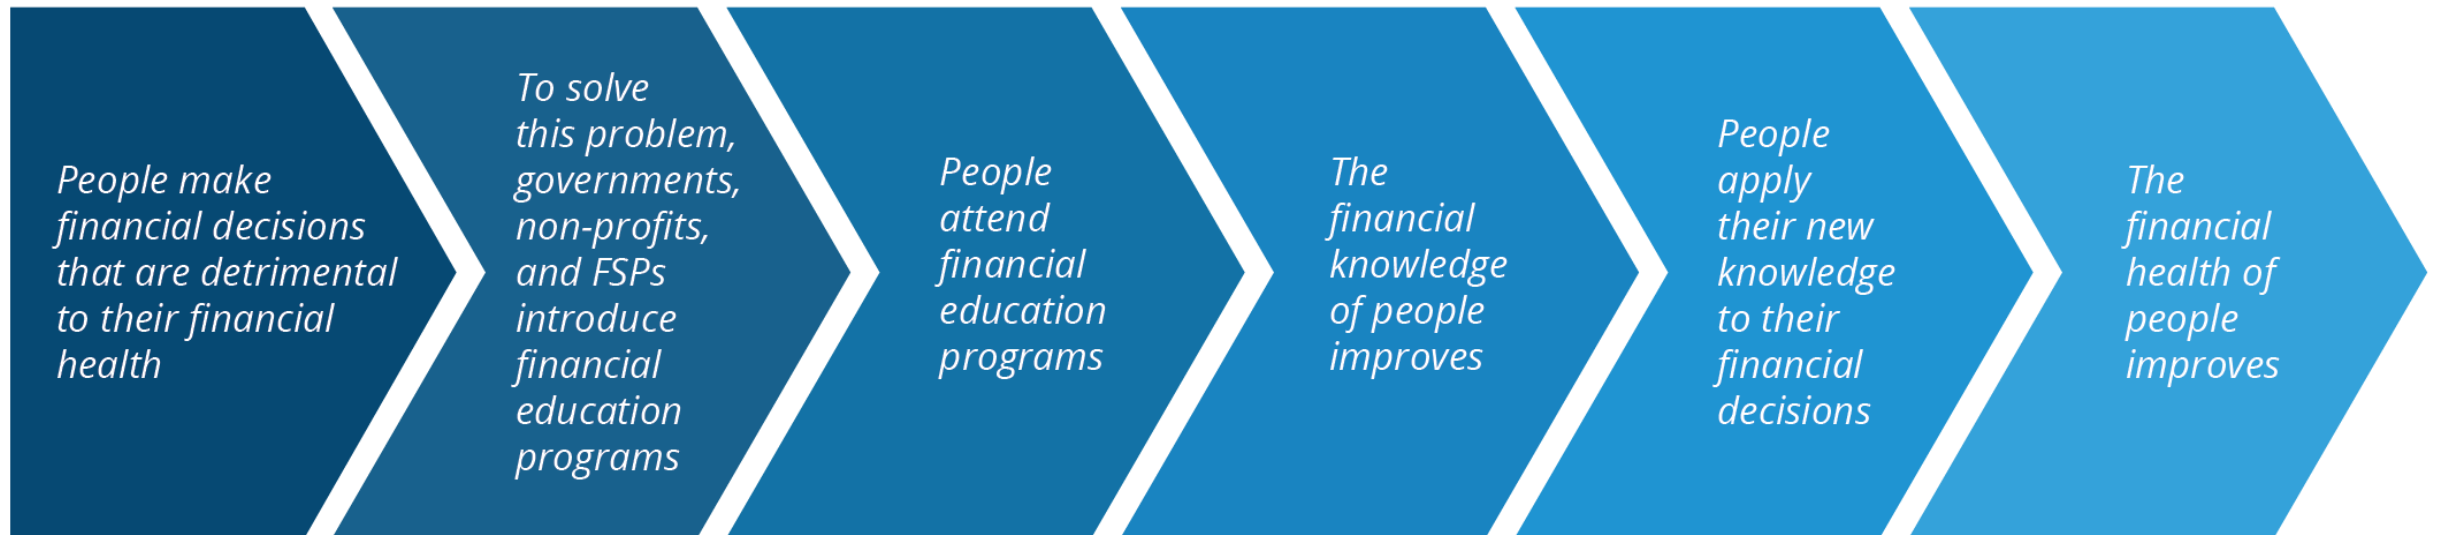 People make
financial decisions
that are detrimental
to their financial
health
To solve
this problem,
governments,
non-profits,
and FSPs
introduce
financial
education
programs
People
attend
financial
education
programs
The
financial
knowledge
of people
improves
People
apply
their new
knowledge
to their
financial
decisions
The
financial
health of
people
improves